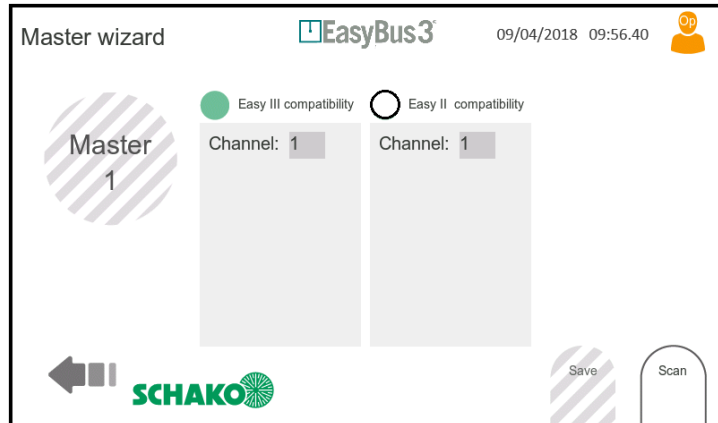 Master wizard
EasyBus3
09/04/2018 09:56.40
Op
Easy III compatibility
Easy II compatibility
Master
1
Channel: 1
Channel: 1
SCHAKO
Save
Scan